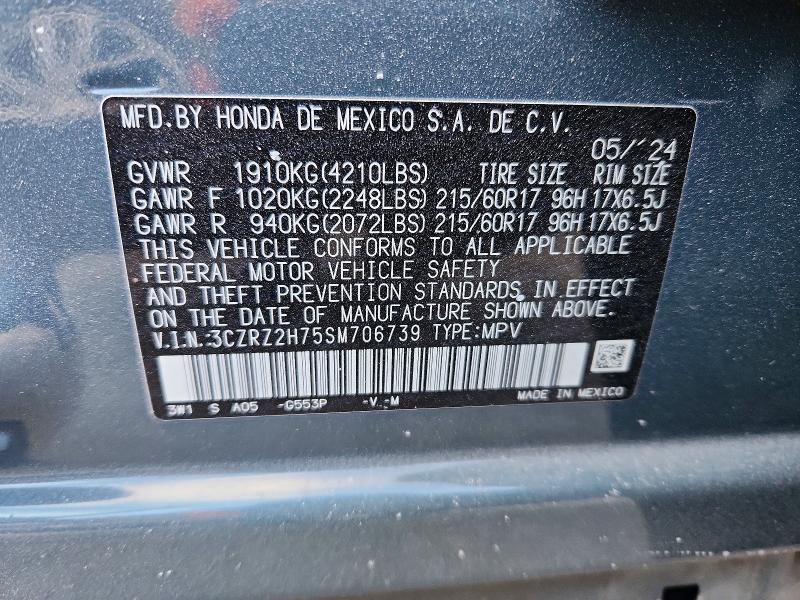 MFD.BY HONDA DE MEXICO S.A. DE C.V.
05/'24
GVWR 1910KG(4210LBS) TIRE SIZE RIM SIZE
GAWR F 1020KG(2248LBS) 215/60R17 96H 17X6.5J
GAWR R 940KG(2072LBS) 215/60R17 96H 17X6.5J
THIS VEHICLE CONFORMS TO ALL APPLICABLE
FEDERAL MOTOR VEHICLE SAFETY
AND THEFT PREVENTION STANDARDS IN EFFECT
ON THE DATE OF MANUFACTURE SHOWN ABOVE.
V.I.N.3CZRZ2H75SM706739 TYPE:MPV
3W1 S A05 -G553P -V -M
MADE IN MEXICO